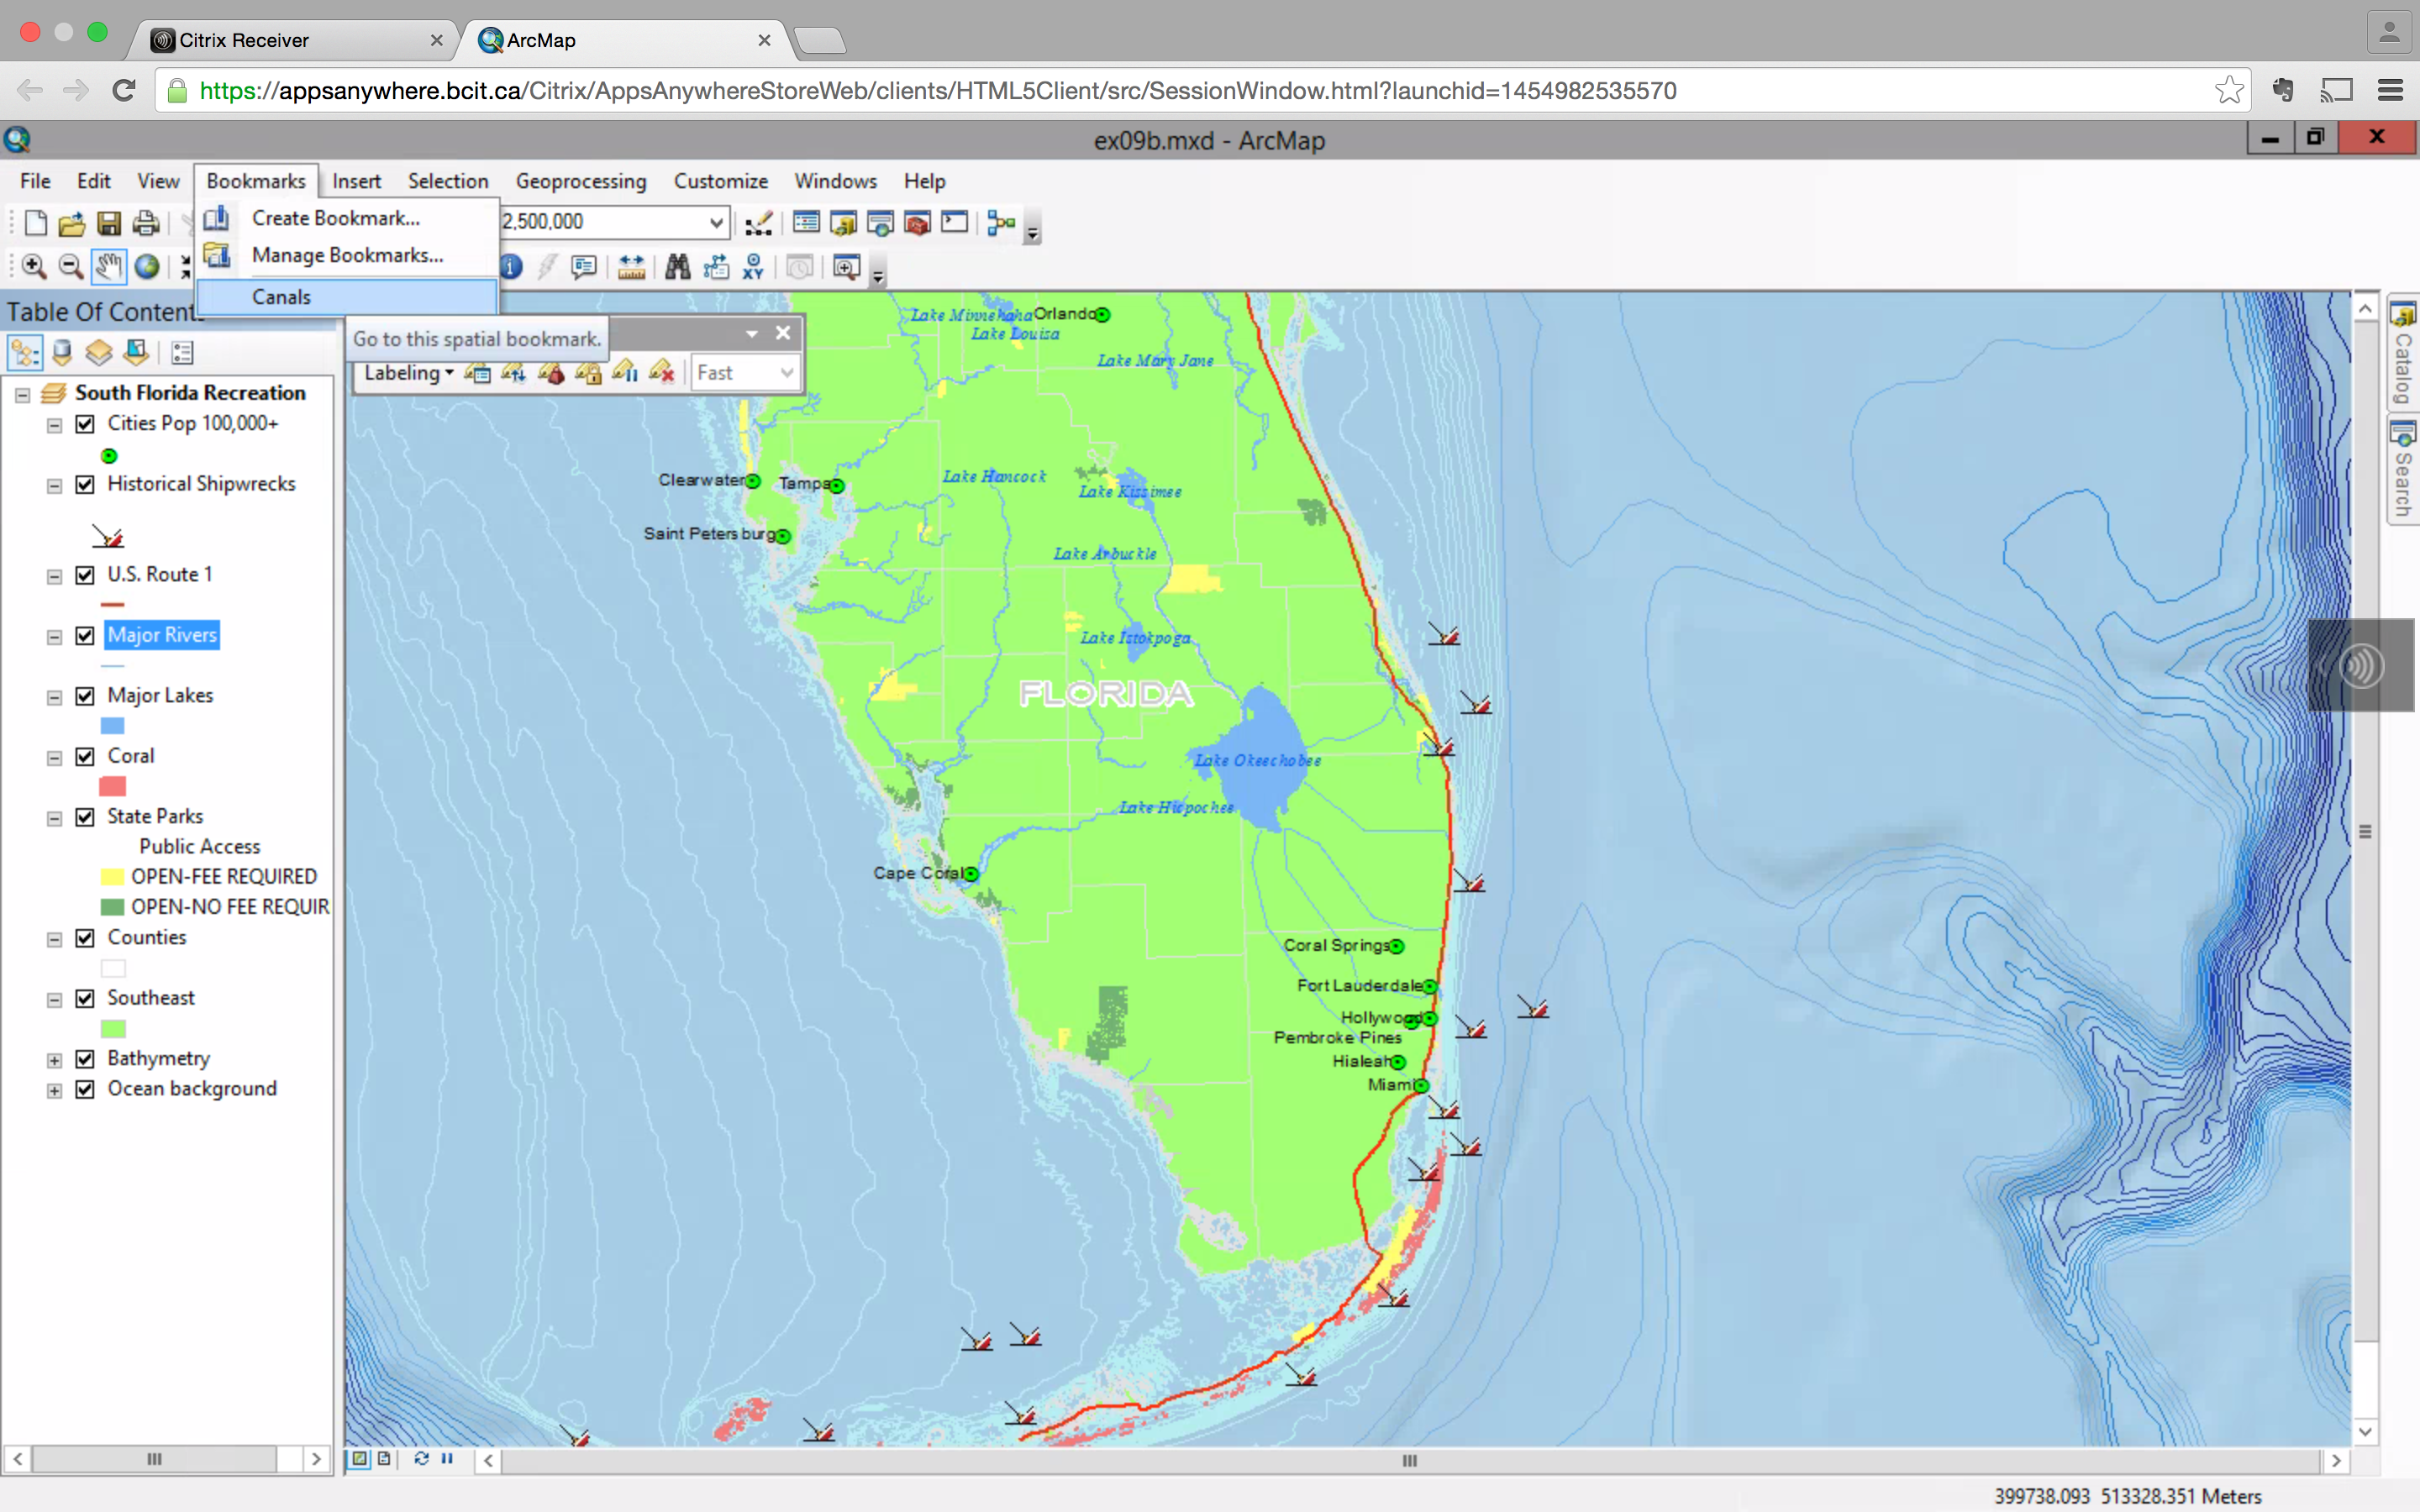 Citrix Receiver
ArcMap
https://appsanywhere.bcit.ca/Citrix/AppsAnywhereStoreWeb/clients/HTML5Client/src/SessionWindow.html?launchid=1454982535570
ex09b.mxd - ArcMap
File Edit View Bookmarks Insert Selection Geoprocessing Customize Windows Help
Create Bookmark...
2,500,000
Manage Bookmarks...
XY
Canals
Table Of Content
Go to this spatial bookmark.
Labeling
Fast
Catalog
Search
South Florida Recreation
Cities Pop 100,000+
Historical Shipwrecks
U.S. Route 1
Major Rivers
Major Lakes
Coral
State Parks
Public Access
OPEN-FEE REQUIRED
OPEN-NO FEE REQUIR
Counties
Southeast
Bathymetry
Ocean background
Lake Minnehaha
Orlando
Lake Louisa
Lake Mary Jane
Clearwater
Tampa
Lake Hancock
Lake Kissimee
Saint Petersburg
Lake Arbuckle
Lake Istokpoga
FLORIDA
Lake Okeechobee
Lake Hicpochee
Cape Coral
Coral Springs
Fort Lauderdale
Hollywood
Pembroke Pines
Hialeah
Miami
399738.093 513328.351 Meters